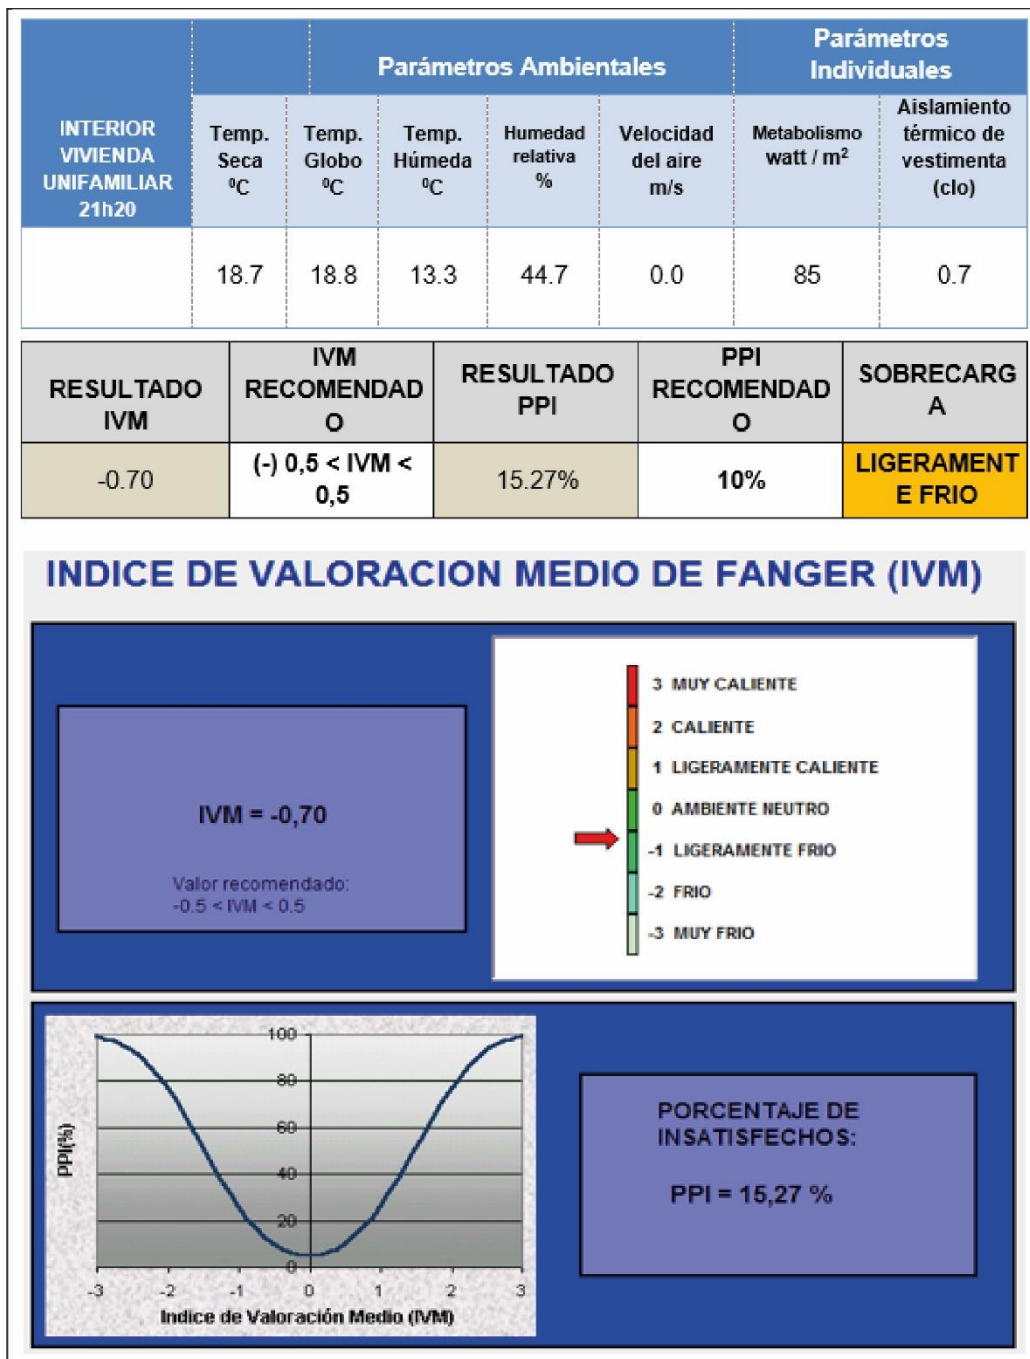 Parámetros Ambientales
Parámetros
Individuales
INTERIOR
VIVIENDA
UNIFAMILIAR
21h20
Temp.
Seca
⁰C
Temp.
Globo
⁰C
Temp.
Húmeda
⁰C
Humedad
relativa
%
Velocidad
del aire
m/s
Metabolismo
watt / m²
Aislamiento
térmico de
vestimenta
(clo)
18.7 18.8 13.3 44.7 0.0 85 0.7
RESULTADO
IVM
IVM
RECOMENDAD
O
RESULTADO
PPI
PPI
RECOMENDAD
O
SOBRECARG
A
-0.70
(-) 0,5 < IVM <
0,5
15.27%
10%
LIGERAMENT
E FRIO
INDICE DE VALORACION MEDIO DE FANGER (IVM)
IVM = -0,70
Valor recomendado:
-0.5 < IVM < 0.5
3 MUY CALIENTE
2 CALIENTE
1 LIGERAMENTE CALIENTE
0 AMBIENTE NEUTRO
-1 LIGERAMENTE FRIO
-2 FRIO
-3 MUY FRIO
PPI(%)
100
80
60
40
20
0
-3 -2 -1 0 1 2 3
Indice de Valoración Medio (IVM)
PORCENTAJE DE
INSATISFECHOS:
PPI = 15,27 %